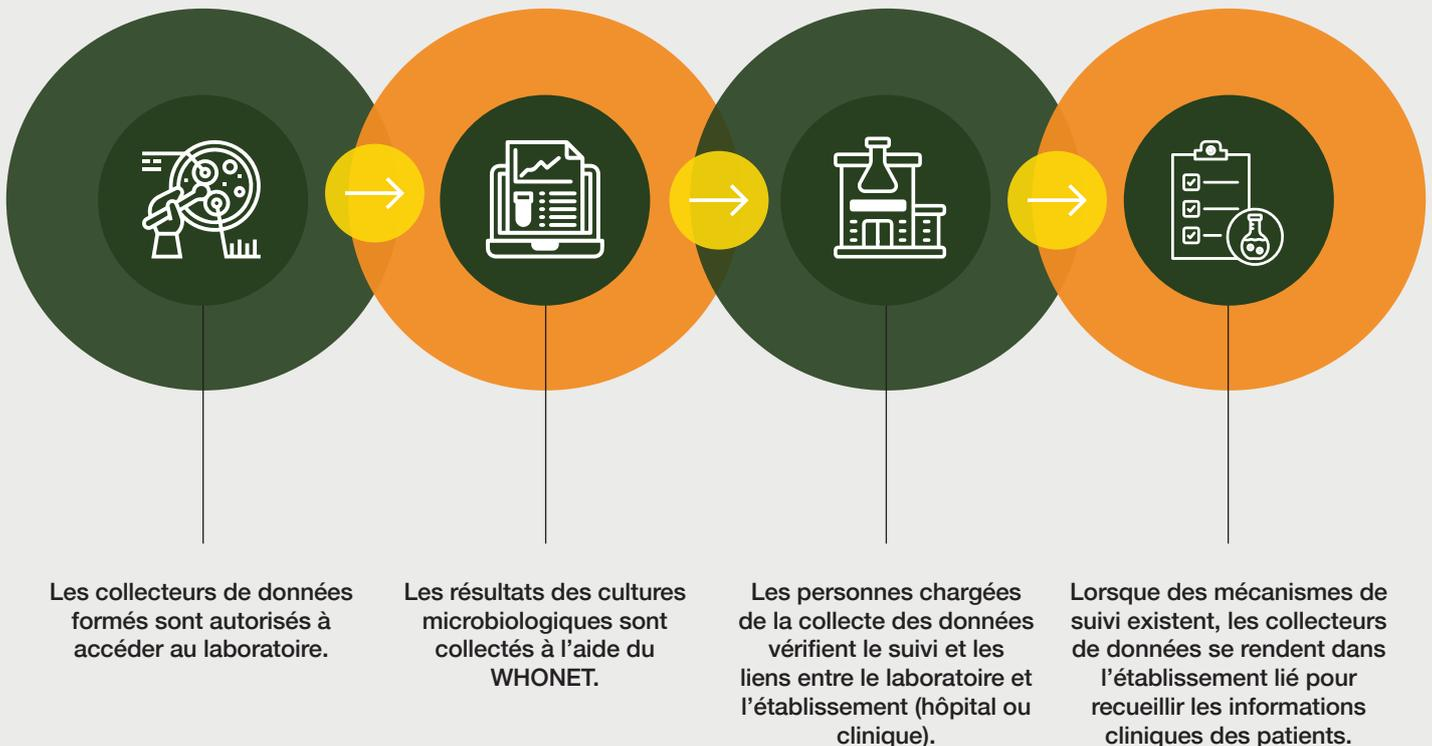 Les collecteurs de données
formés sont autorisés à
accéder au laboratoire.
Les résultats des cultures
microbiologiques sont
collectés à l’aide du
WHONET.
Les personnes chargées
de la collecte des données
vérifient le suivi et les
liens entre le laboratoire et
l’établissement (hôpital ou
clinique).
Lorsque des mécanismes de
suivi existent, les collecteurs
de données se rendent dans
l’établissement lié pour
recueillir les informations
cliniques des patients.